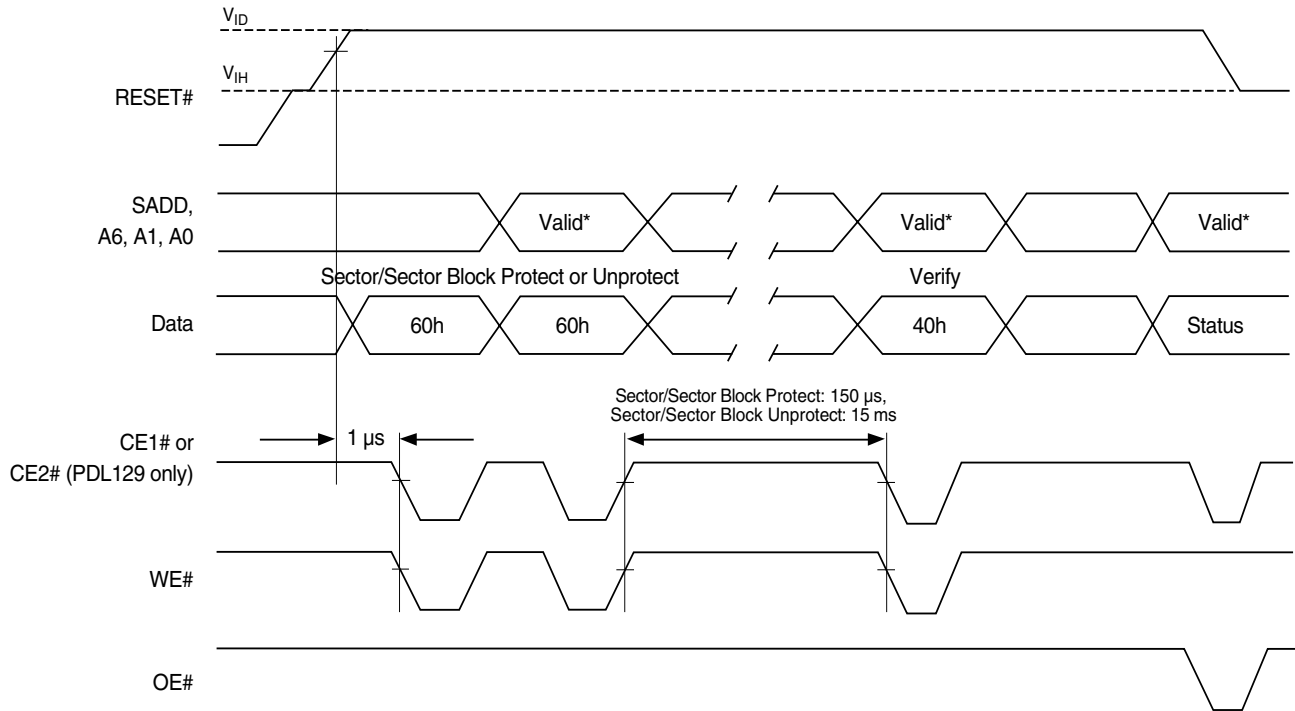 VID
VIH
RESET#
SADD,
A6, A1, A0
Valid*
Valid*
Valid*
Sector/Sector Block Protect or Unprotect
Verify
Data
60h
60h
40h
Status
Sector/Sector Block Protect: 150 µs,
Sector/Sector Block Unprotect: 15 ms
1 µs
CE1# or
CE2# (PDL129 only)
WE#
OE#